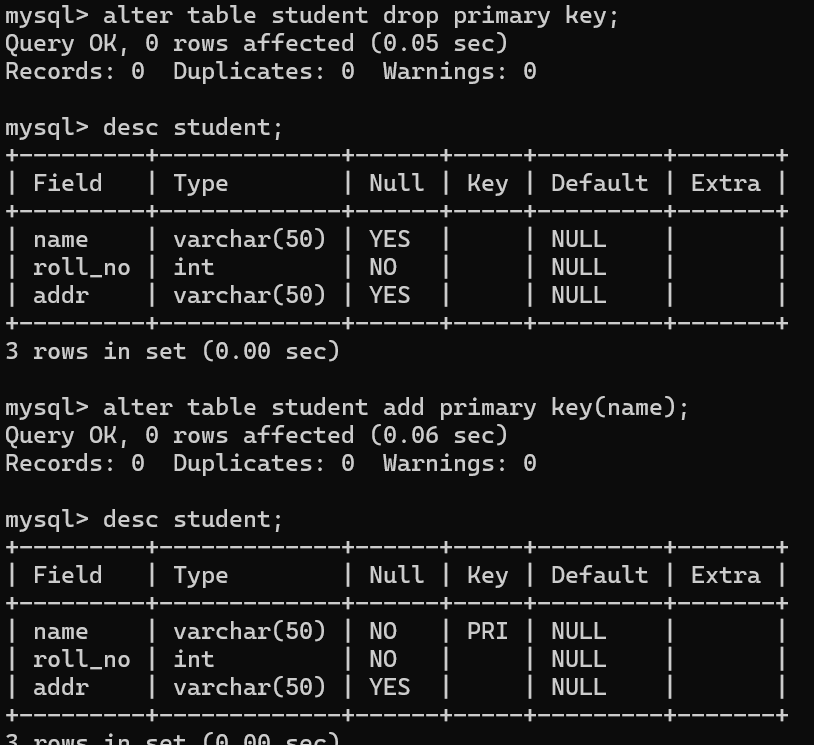 mysql> alter table student drop primary key;
Query OK, 0 rows affected (0.05 sec)
Records: 0  Duplicates: 0  Warnings: 0

mysql> desc student;
+---------+-------------+------+-----+---------+-------+
| Field   | Type        | Null | Key | Default | Extra |
+---------+-------------+------+-----+---------+-------+
| name    | varchar(50) | YES  |     | NULL    |       |
| roll_no | int         | NO   |     | NULL    |       |
| addr    | varchar(50) | YES  |     | NULL    |       |
+---------+-------------+------+-----+---------+-------+
3 rows in set (0.00 sec)

mysql> alter table student add primary key(name);
Query OK, 0 rows affected (0.06 sec)
Records: 0  Duplicates: 0  Warnings: 0

mysql> desc student;
+---------+-------------+------+-----+---------+-------+
| Field   | Type        | Null | Key | Default | Extra |
+---------+-------------+------+-----+---------+-------+
| name    | varchar(50) | NO   | PRI | NULL    |       |
| roll_no | int         | NO   |     | NULL    |       |
| addr    | varchar(50) | YES  |     | NULL    |       |
+---------+-------------+------+-----+---------+-------+
3 rows in set (0.00 sec)